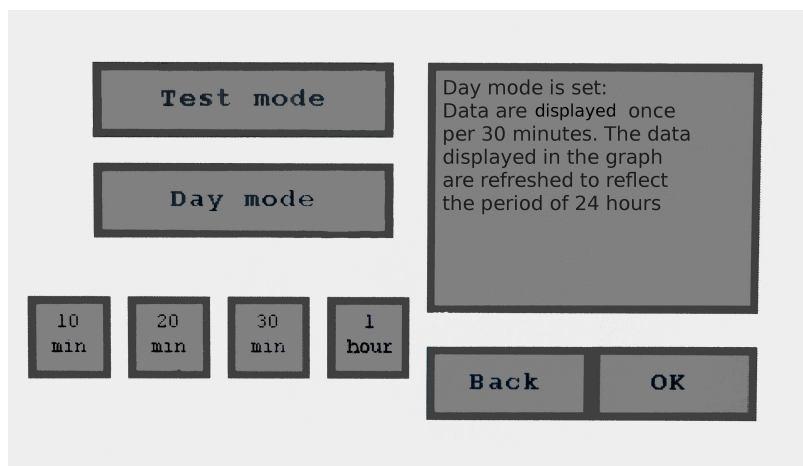 Test mode
Day mode
10
min
20
min
30
min
1
hour
Day mode is set:
Data are displayed once
per 30 minutes. The data
displayed in the graph
are refreshed to reflect
the period of 24 hours
Back
OK